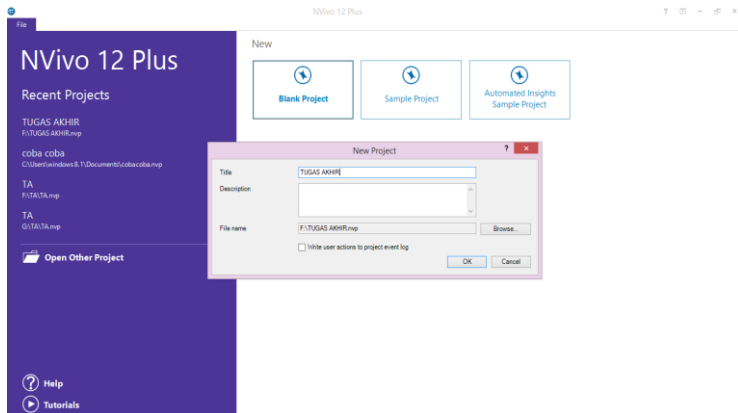 NVivo 12 Plus
? 
File
NVivo 12 Plus
Recent Projects
TUGAS AKHIR
F:\TUGAS AKHIR.nvp
coba coba
C:\Users\windows8.1\Documents\cobacoba.nvp
TA
F:\TA\TA.nvp
TA
G:\TA\TA.nvp
Open Other Project
Help
Tutorials
New
Blank Project
Sample Project
Automated Insights
Sample Project
New Project
?
Title
TUGAS AKHIR
Description
File name
F:\TUGAS AKHIR.nvp
Browse...
Write user actions to project event log
OK
Cancel